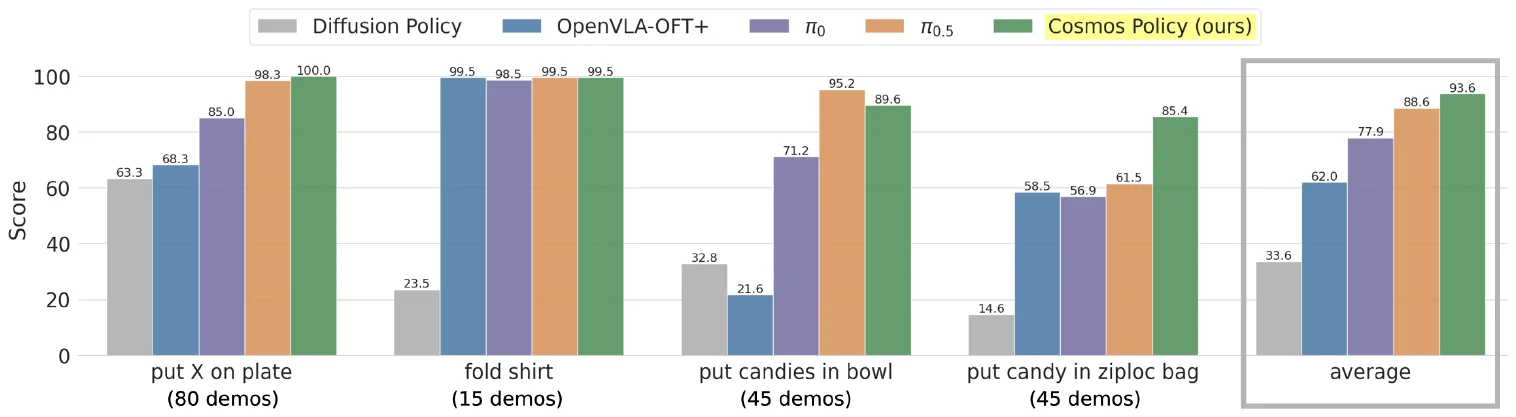 Diffusion Policy OpenVLA-OFT+ π0 π0.5 Cosmos Policy (ours)
Score
100
80
60
40
20
0
63.3 68.3 85.0 98.3 100.0
23.5 99.5 98.5 99.5 99.5
32.8 21.6 71.2 95.2 89.6
14.6 58.5 56.9 61.5 85.4
33.6 62.0 77.9 88.6 93.6
put X on plate fold shirt put candies in bowl put candy in ziploc bag average
(80 demos) (15 demos) (45 demos) (45 demos)